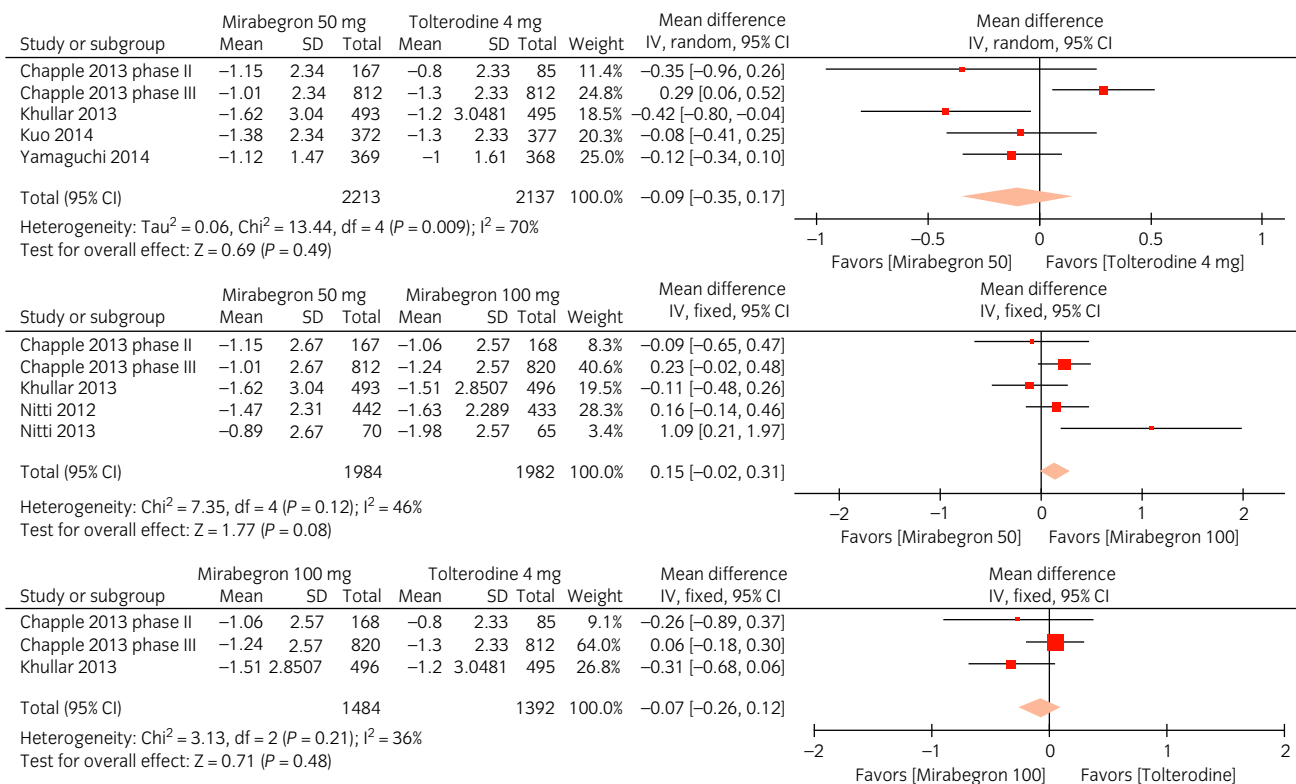 Mirabegron 50 mg Tolterodine 4 mg Mean difference Mean difference
Study or subgroup Mean SD Total Mean SD Total Weight IV, random, 95% CI IV, random, 95% CI
Chapple 2013 phase II −1.15 2.34 167 −0.8 2.33 85 11.4% −0.35 [−0.96, 0.26]
Chapple 2013 phase III −1.01 2.34 812 −1.3 2.33 812 24.8% 0.29 [0.06, 0.52]
Khullar 2013 −1.62 3.04 493 −1.2 3.0481 495 18.5% −0.42 [−0.80, −0.04]
Kuo 2014 −1.38 2.34 372 −1.3 2.33 377 20.3% −0.08 [−0.41, 0.25]
Yamaguchi 2014 −1.12 1.47 369 −1 1.61 368 25.0% −0.12 [−0.34, 0.10]
Total (95% CI) 2213 2137 100.0% −0.09 [−0.35, 0.17]
Heterogeneity: Tau² = 0.06, Chi² = 13.44, df = 4 (P = 0.009); I² = 70%
Test for overall effect: Z = 0.69 (P = 0.49)
−1 −0.5 0 0.5 1
Favors [Mirabegron 50] Favors [Tolterodine 4 mg]
Mirabegron 50 mg Mirabegron 100 mg Mean difference Mean difference
Study or subgroup Mean SD Total Mean SD Total Weight IV, fixed, 95% CI IV, fixed, 95% CI
Chapple 2013 phase II −1.15 2.67 167 −1.06 2.57 168 8.3% −0.09 [−0.65, 0.47]
Chapple 2013 phase III −1.01 2.67 812 −1.24 2.57 820 40.6% 0.23 [−0.02, 0.48]
Khullar 2013 −1.62 3.04 493 −1.51 2.8507 496 19.5% −0.11 [−0.48, 0.26]
Nitti 2012 −1.47 2.31 442 −1.63 2.289 433 28.3% 0.16 [−0.14, 0.46]
Nitti 2013 −0.89 2.67 70 −1.98 2.57 65 3.4% 1.09 [0.21, 1.97]
Total (95% CI) 1984 1982 100.0% 0.15 [−0.02, 0.31]
Heterogeneity: Chi² = 7.35, df = 4 (P = 0.12); I² = 46%
Test for overall effect: Z = 1.77 (P = 0.08)
−2 −1 0 1 2
Favors [Mirabegron 50] Favors [Mirabegron 100]
Mirabegron 100 mg Tolterodine 4 mg Mean difference Mean difference
Study or subgroup Mean SD Total Mean SD Total Weight IV, fixed, 95% CI IV, fixed, 95% CI
Chapple 2013 phase II −1.06 2.57 168 −0.8 2.33 85 9.1% −0.26 [−0.89, 0.37]
Chapple 2013 phase III −1.24 2.57 820 −1.3 2.33 812 64.0% 0.06 [−0.18, 0.30]
Khullar 2013 −1.51 2.8507 496 −1.2 3.0481 495 26.8% −0.31 [−0.68, 0.06]
Total (95% CI) 1484 1392 100.0% −0.07 [−0.26, 0.12]
Heterogeneity: Chi² = 3.13, df = 2 (P = 0.21); I² = 36%
Test for overall effect: Z = 0.71 (P = 0.48)
−2 −1 0 1 2
Favors [Mirabegron 100] Favors [Tolterodine]